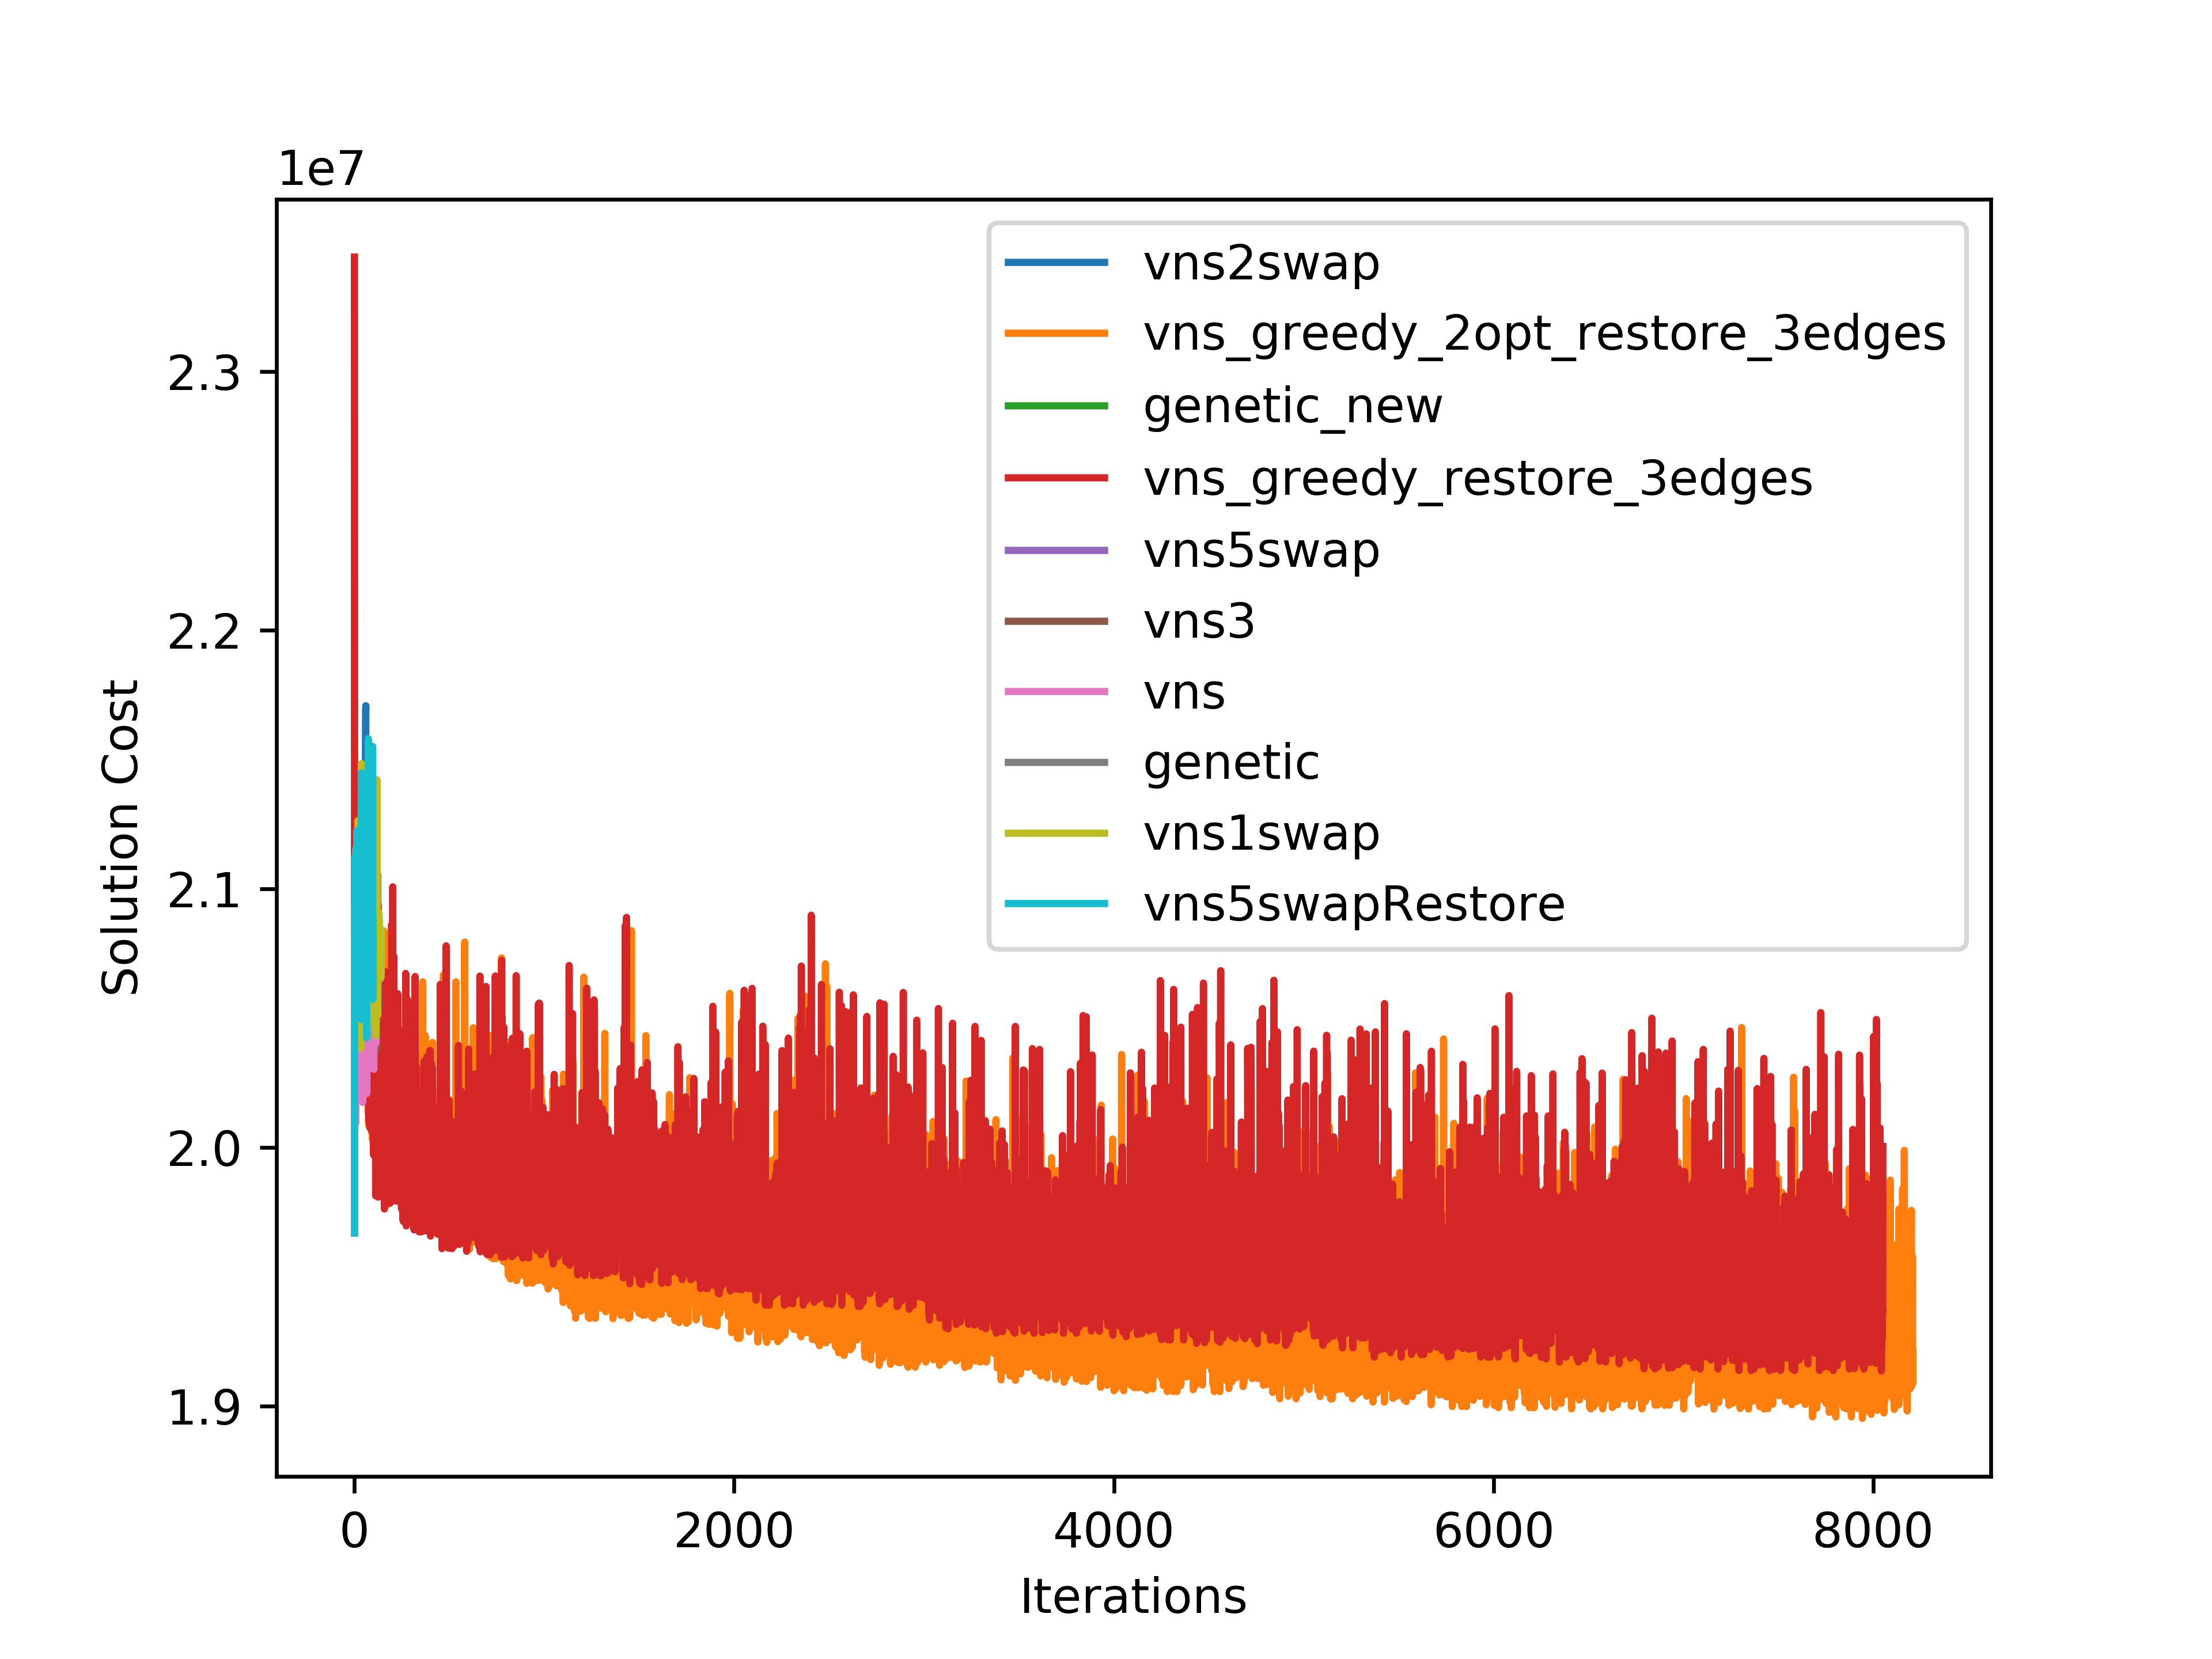 1e7
2.3
2.2
2.1
2.0
1.9
Solution Cost
vns2swap
vns_greedy_2opt_restore_3edges
genetic_new
vns_greedy_restore_3edges
vns5swap
vns3
vns
genetic
vns1swap
vns5swapRestore
0 2000 4000 6000 8000
Iterations